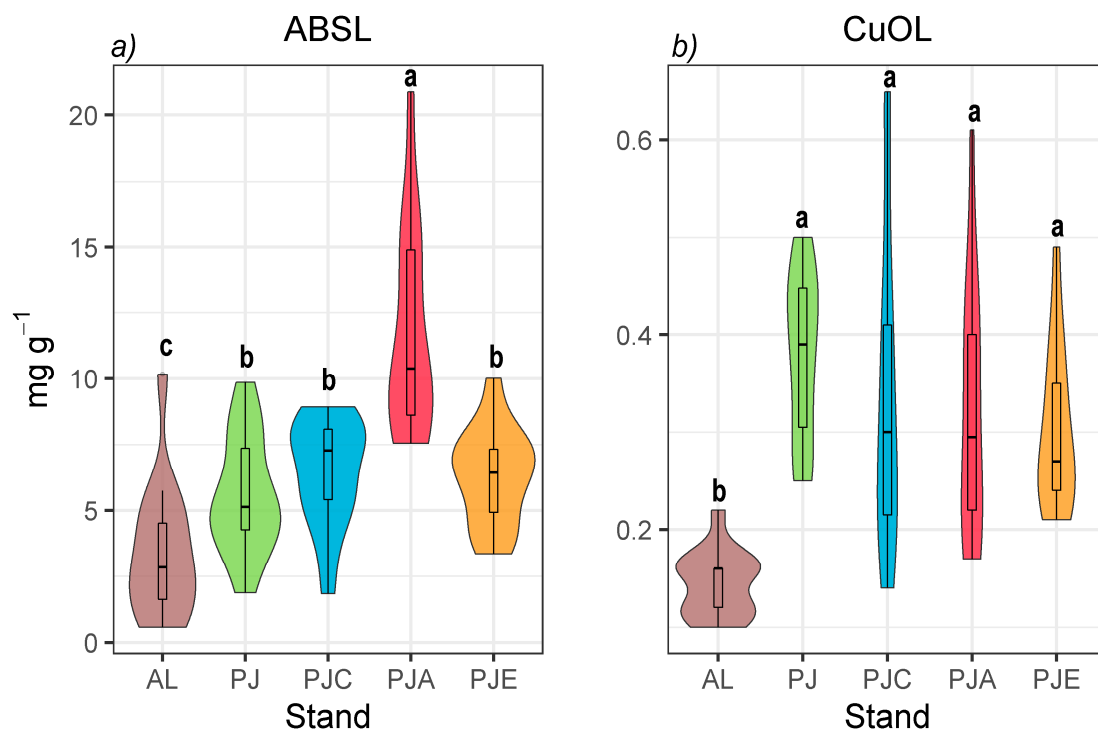 ABSL
CuOL
a)
b)
a
a
a
a
a
c
b
b
b
b
20
15
10
5
0
0.6
0.4
0.2
mg g⁻¹
AL PJ PJC PJA PJE
AL PJ PJC PJA PJE
Stand
Stand